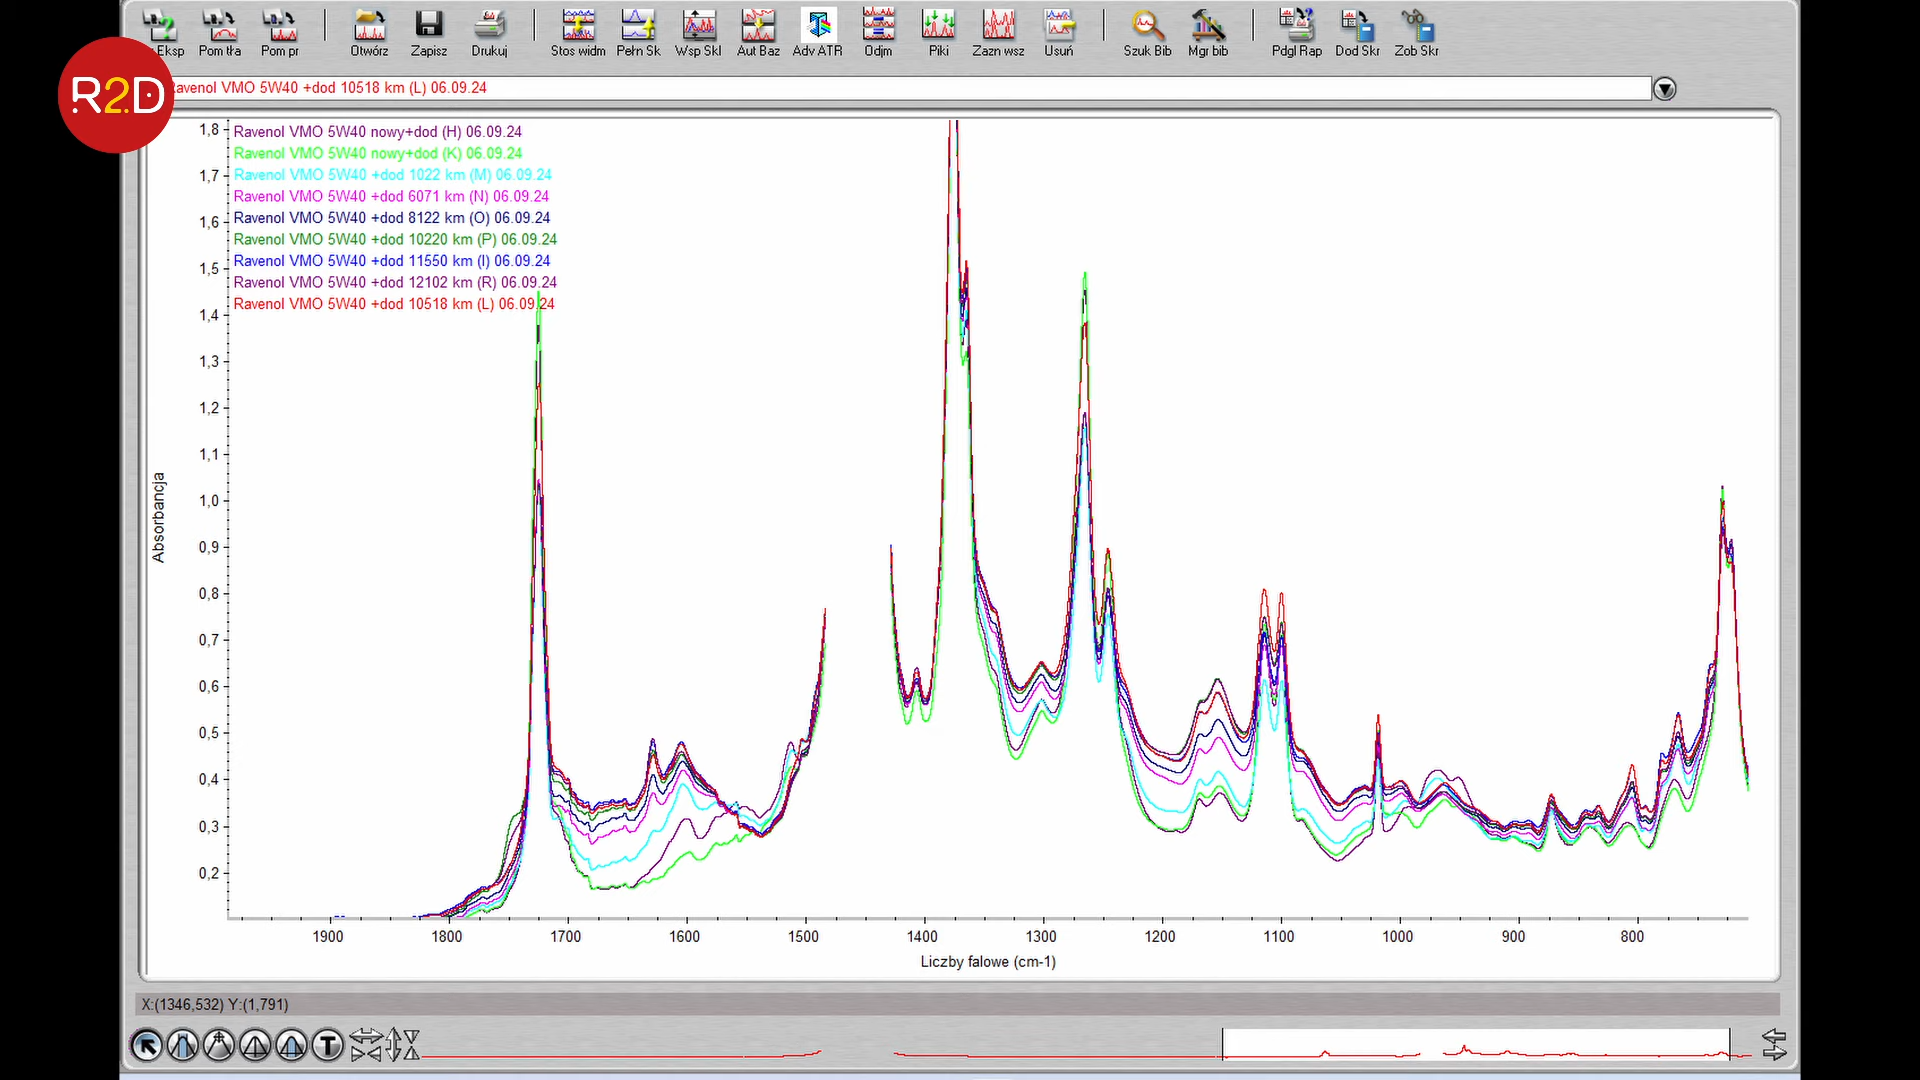 Eksp Pom tła Pom pr Otwórz Zapisz Drukuj Stos widm Pełn Sk Wsp Skl Aut Baz Adv ATR Odjm Piki Zazn wsz Usuń Szuk Bib Mgr bib Pdgl Rap Dod Skr Zob Skr
R2D
Ravenol VMO 5W40 +dod 10518 km (L) 06.09.24
Ravenol VMO 5W40 nowy+dod (H) 06.09.24
Ravenol VMO 5W40 nowy+dod (K) 06.09.24
Ravenol VMO 5W40 +dod 1022 km (M) 06.09.24
Ravenol VMO 5W40 +dod 6071 km (N) 06.09.24
Ravenol VMO 5W40 +dod 8122 km (O) 06.09.24
Ravenol VMO 5W40 +dod 10220 km (P) 06.09.24
Ravenol VMO 5W40 +dod 11550 km (I) 06.09.24
Ravenol VMO 5W40 +dod 12102 km (R) 06.09.24
Ravenol VMO 5W40 +dod 10518 km (L) 06.09.24
1,8
1,7
1,6
1,5
1,4
1,3
1,2
1,1
1,0
0,9
0,8
0,7
0,6
0,5
0,4
0,3
0,2
Absorbancja
1900 1800 1700 1600 1500 1400 1300 1200 1100 1000 900 800
Liczby falowe (cm-1)
X:(1346,532) Y:(1,791)
T